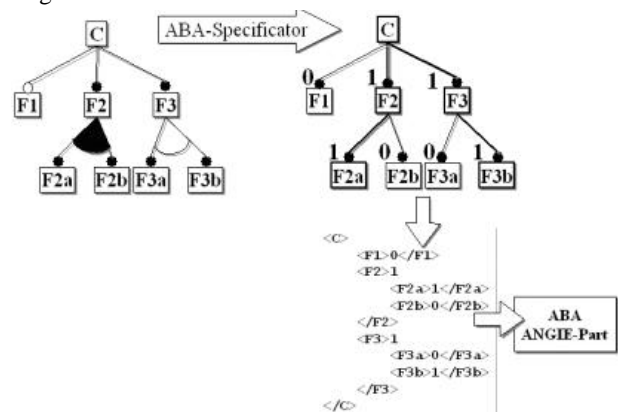 C
ABA-Specificator
C
F1
F2
F3
0
1
1
F1
F2
F3
F2a
F2b
F3a
F3b
1
0
0
1
F2a
F2b
F3a
F3b
<C>
<F1>0</F1>
<F2>1
<F2a>1</F2a>
<F2b>0</F2b>
</F2>
<F3>1
<F3a>0</F3a>
<F3b>1</F3b>
</F3>
</C>
ABA
ANGIE-Part